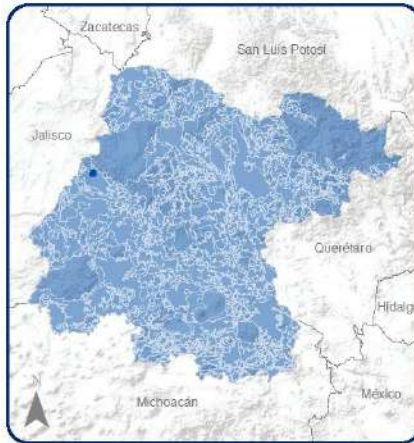 Zacatecas
San Luis Potosí
Jalisco
Querétaro
Hidalgo
México
Michoacán
N